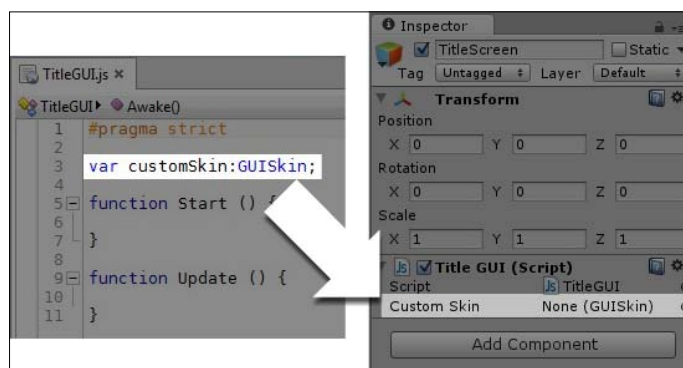 TitleGUI.js ×
TitleGUI ▸ Awake()
1 #pragma strict
2
3 var customSkin:GUISkin;
4
5 function Start () {
6
7 }
8
9 function Update () {
10
11 }
Inspector
TitleScreen Static
Tag Untagged Layer Default
Transform
Position
X 0 Y 0 Z 0
Rotation
X 0 Y 0 Z 0
Scale
X 1 Y 1 Z 1
Js Title GUI (Script)
Script Js TitleGUI
Custom Skin None (GUISkin)
Add Component